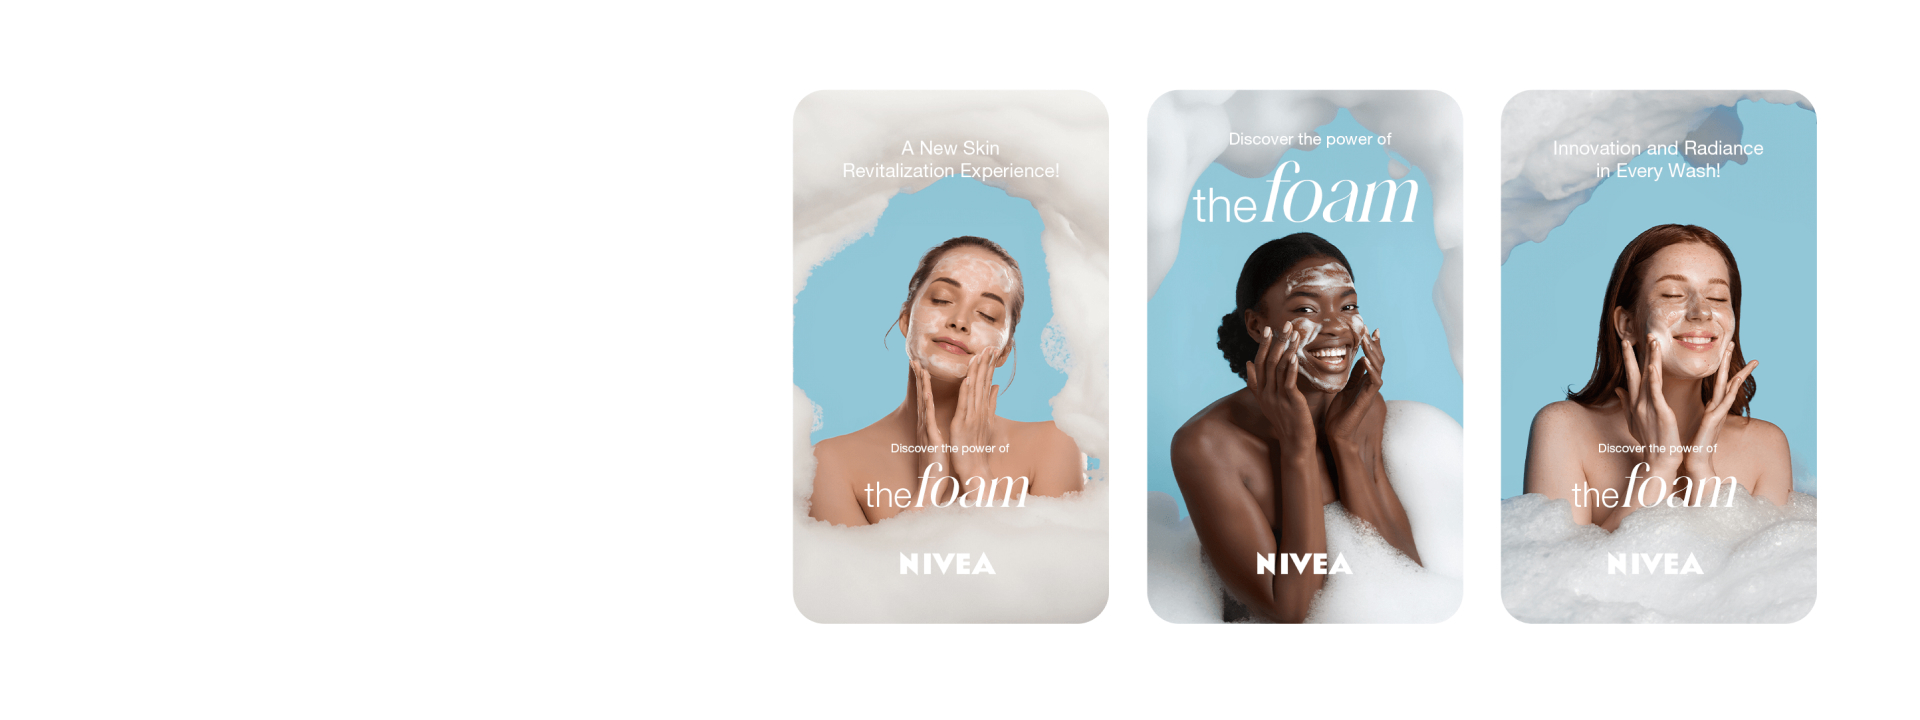 A New Skin
Revitalization Experience!
Discover the power of
the foam
NIVEA
Discover the power of
the foam
NIVEA
Innovation and Radiance
in Every Wash!
Discover the power of
the foam
NIVEA